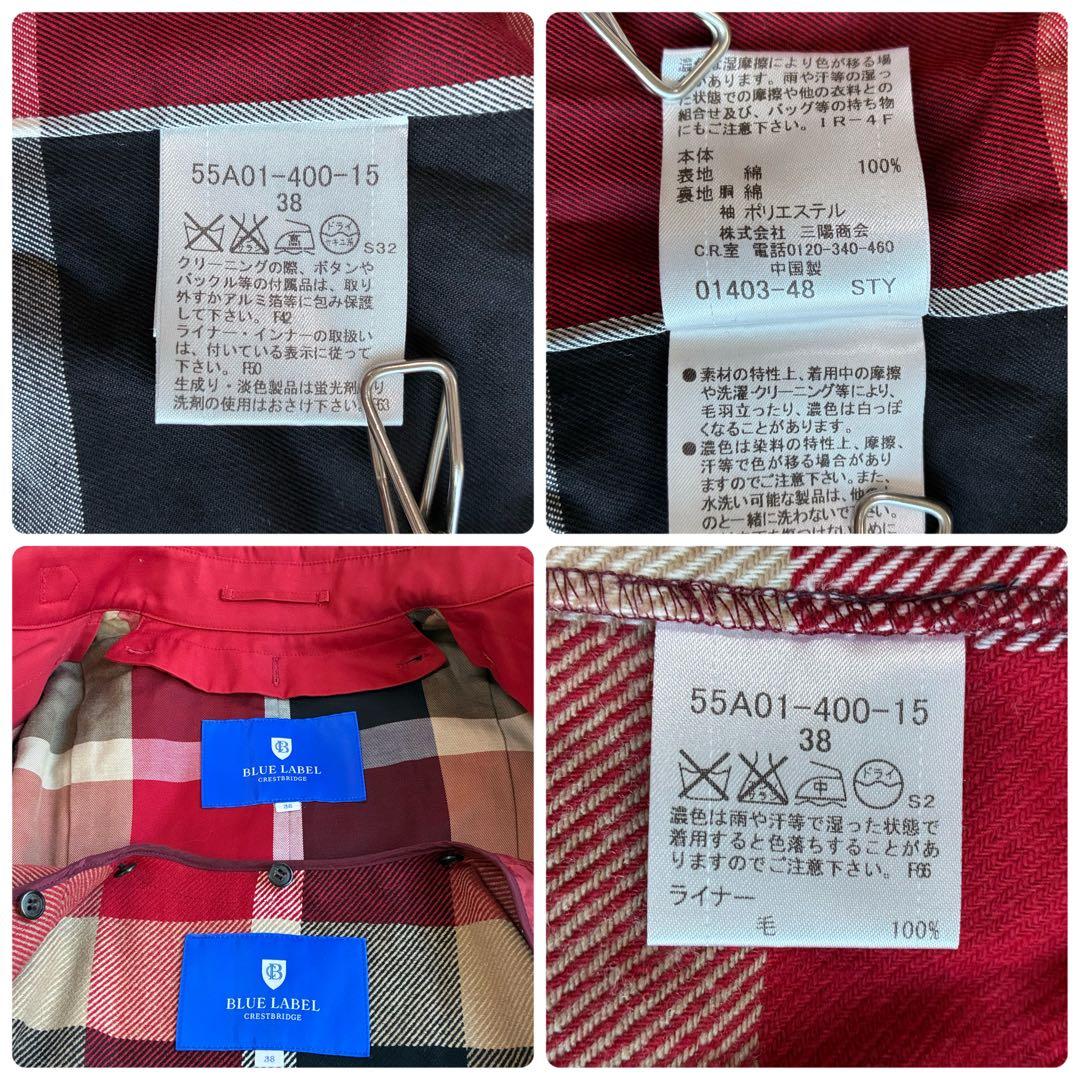 55A01-400-15
38
エンソ
高
ドライ
セキユ系
S32
クリーニングの際、ボタンや
バックル等の付属品は、取り
外すかアルミ箔等に包み保護
して下さい。F42
ライナー・インナーの取扱い
は、付いている表示に従って
下さい。F50
生成り・淡色製品は蛍光剤
洗剤の使用はおさけ下さい。F63
湿摩擦により色が移る場
があります。雨や汗等の湿っ
た状態での摩擦や他の衣料との
組合せ及び、バッグ等の持ち物
にもご注意下さい。IR-4F
本体
表地 綿 100%
裏地 胴 綿
袖 ポリエステル
株式会社 三陽商会
C.R.室 電話0120-340-460
中国製
01403-48 STY
●素材の特性上、着用中の摩擦
や洗濯・クリーニング等により、
毛羽立ったり、濃色は白っぽ
くなることがあります。
●濃色は染料の特性上、摩擦、
汗等で色が移る場合があり
ますのでご注意下さい。また、
水洗い可能な製品は、他の
のと一緒に洗わないで下さい。
BLUE LABEL
CRESTBRIDGE
38
BLUE LABEL
CRESTBRIDGE
38
55A01-400-15
38
エンソ
中
ドライ
S2
濃色は雨や汗等で湿った状態で
着用すると色落ちすることがあ
りますのでご注意下さい。F66
ライナー
毛 100%